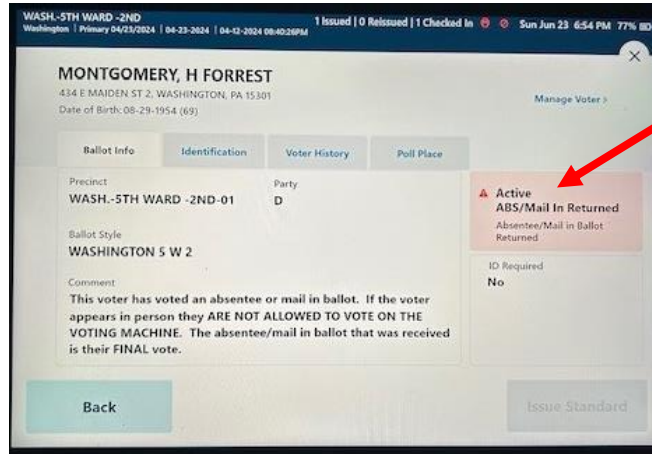 WASH.-5TH WARD -2ND
Washington | Primary 04/23/2024 | 04-23-2024 | 04-12-2024 08:40:26PM
1 Issued | 0 Reissued | 1 Checked In
Sun Jun 23 6:54 PM 77%
MONTGOMERY, H FORREST
434 E MAIDEN ST 2, WASHINGTON, PA 15301
Date of Birth: 08-29-1954 (69)
Manage Voter >
Ballot Info
Identification
Voter History
Poll Place
Precinct
WASH.-5TH WARD -2ND-01
Party
D
Ballot Style
WASHINGTON 5 W 2
Comment
This voter has voted an absentee or mail in ballot. If the voter
appears in person they ARE NOT ALLOWED TO VOTE ON THE
VOTING MACHINE. The absentee/mail in ballot that was received
is their FINAL vote.
Active
ABS/Mail In Returned
Absentee/Mail in Ballot
Returned
ID Required
No
Back
Issue Standard